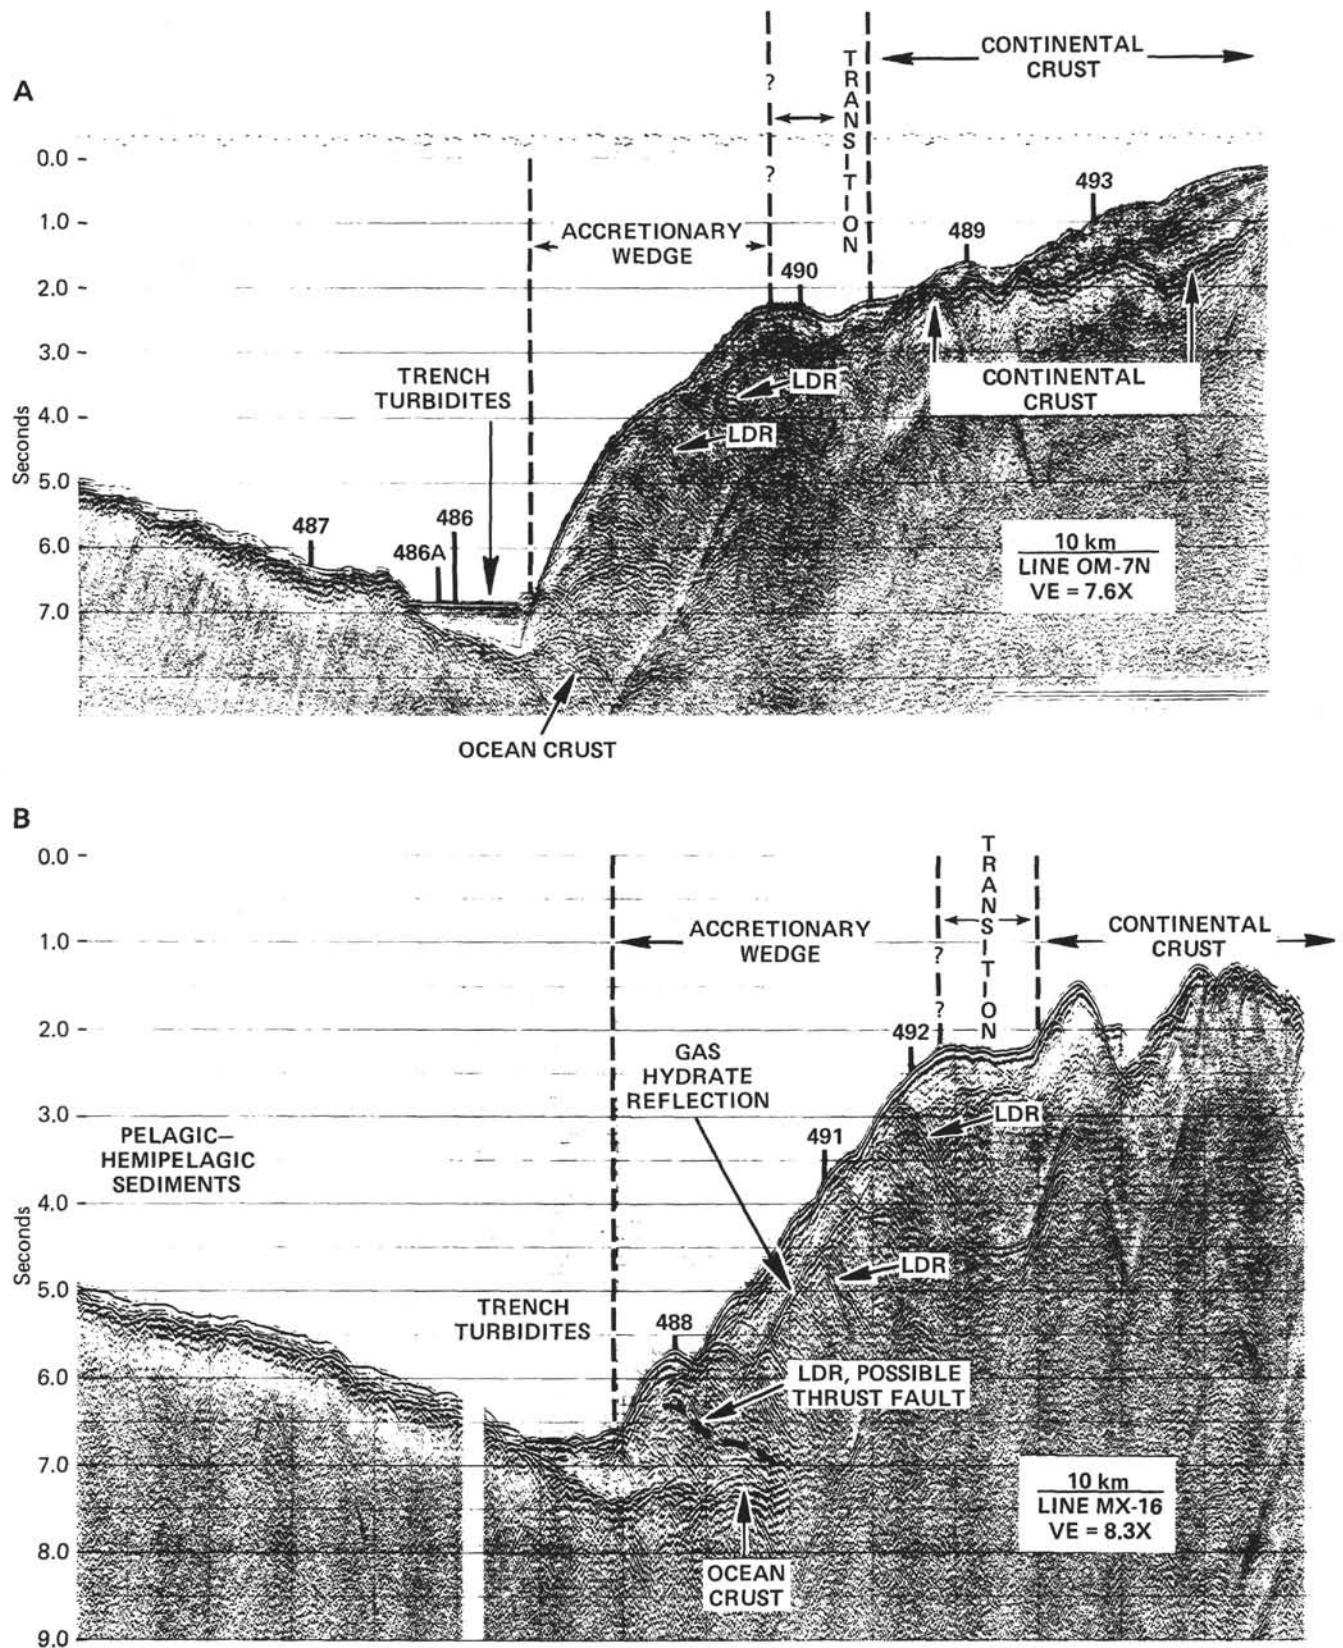 A
CONTINENTAL
CRUST
TRANSITION
?
?
0.0
1.0
2.0
3.0
4.0
5.0
6.0
7.0
Seconds
ACCRETIONARY
WEDGE
493
489
490
LDR
LDR
TRENCH
TURBIDITES
CONTINENTAL
CRUST
487
486
486A
10 km
LINE OM-7N
VE = 7.6X
OCEAN CRUST
B
0.0
1.0
2.0
3.0
4.0
5.0
6.0
7.0
8.0
9.0
Seconds
TRANSITION
ACCRETIONARY
WEDGE
CONTINENTAL
CRUST
?
?
492
GAS
HYDRATE
REFLECTION
LDR
PELAGIC–
HEMIPELAGIC
SEDIMENTS
491
LDR
TRENCH
TURBIDITES
488
LDR, POSSIBLE
THRUST FAULT
10 km
LINE MX-16
VE = 8.3X
OCEAN
CRUST